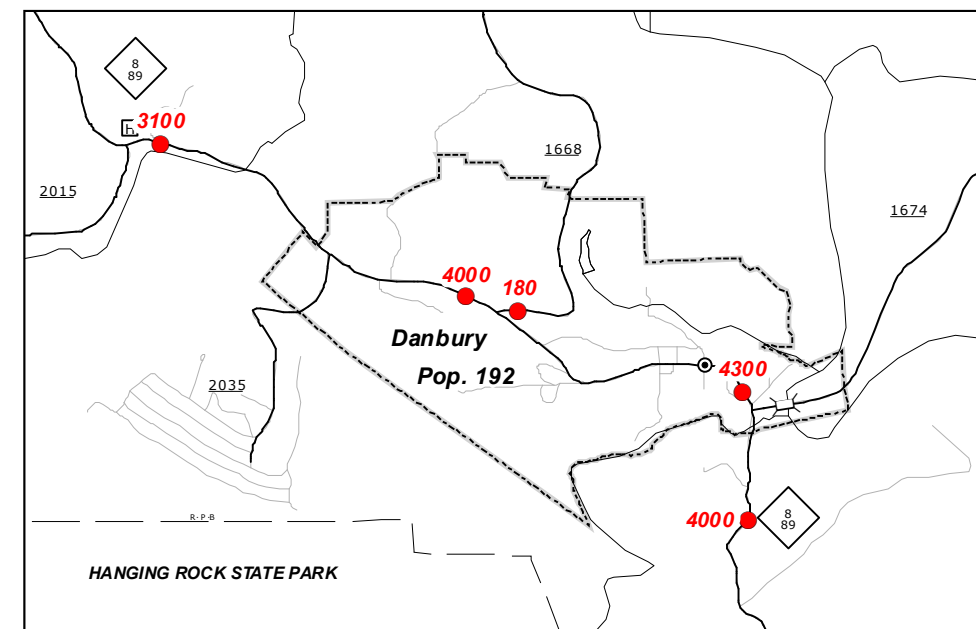 8
89
3100
h
1668
2015
1674
4000
180
Danbury
Pop. 192
4300
2035
4000
8
89
R-P-B
HANGING ROCK STATE PARK